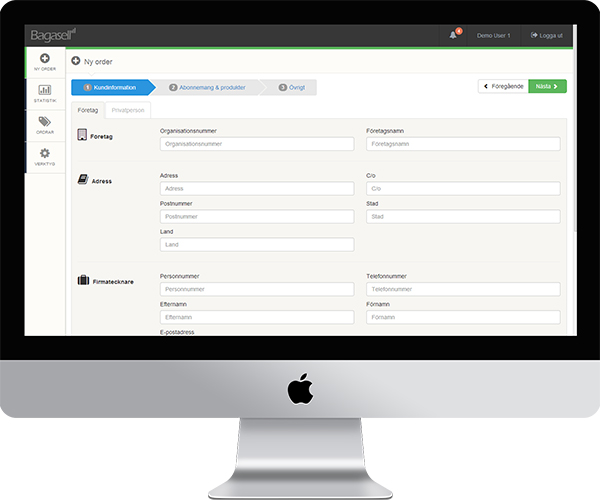 Bagasell
4
Demo User 1
Logga ut
NY ORDER
STATISTIK
ORDRAR
VERKTYG
Ny order
1 Kundinformation
2 Abonnemang & produkter
3 Övrigt
Föregående
Nästa
Företag
Privatperson
Företag
Organisationsnummer
Företagsnamn
Organisationsnummer
Företagsnamn
Adress
Adress
C/o
Adress
C/o
Postnummer
Stad
Postnummer
Stad
Land
Land
Firmatecknare
Personnummer
Telefonnummer
Personnummer
Telefonnummer
Efternamn
Förnamn
Efternamn
Förnamn
E-postadress